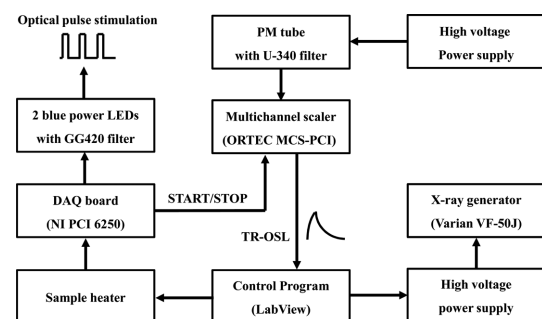 Optical pulse stimulation
PM tube
with U-340 filter
High voltage
Power supply
2 blue power LEDs
with GG420 filter
Multichannel scaler
(ORTEC MCS-PCI)
DAQ board
(NI PCI 6250)
START/STOP
X-ray generator
(Varian VF-50J)
TR-OSL
Sample heater
Control Program
(LabView)
High voltage
power supply